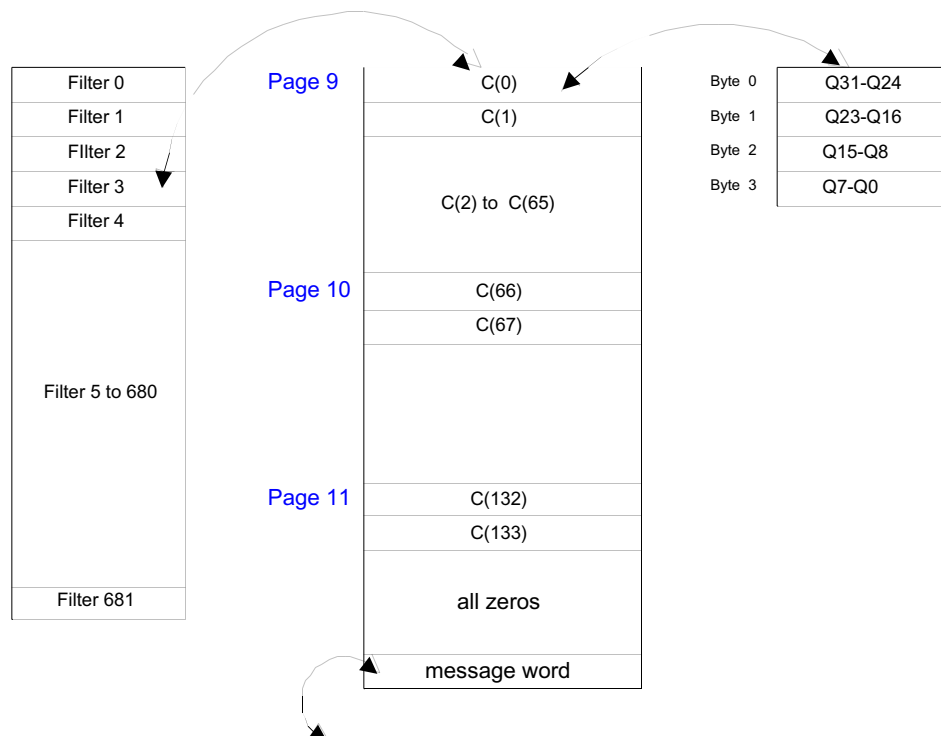 Filter 0
Filter 1
FIlter 2
Filter 3
Filter 4
Filter 5 to 680
Filter 681
Page 9
C(0)
C(1)
C(2) to C(65)
Page 10
C(66)
C(67)
Page 11
C(132)
C(133)
all zeros
message word
Byte 0
Q31-Q24
Byte 1
Q23-Q16
Byte 2
Q15-Q8
Byte 3
Q7-Q0